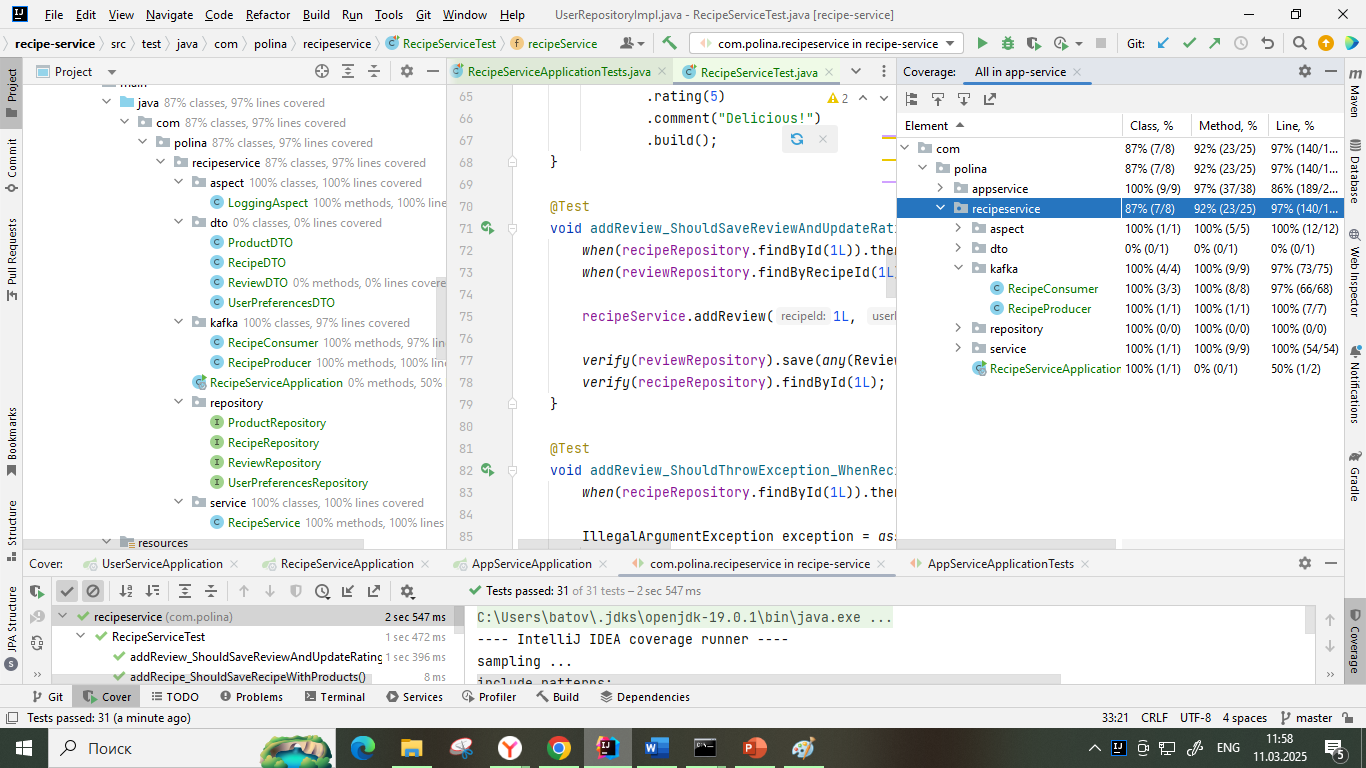 File Edit View Navigate Code Refactor Build Run Tools Git Window Help UserRepositoryImpl.java - RecipeServiceTest.java [recipe-service]
recipe-service src test java com polina recipeservice RecipeServiceTest recipeService com.polina.recipeservice in recipe-service Git:
Project
Commit
Pull Requests
Bookmarks
Structure
JPA Structure
Project
java 87% classes, 97% lines covered
com 87% classes, 97% lines covered
polina 87% classes, 97% lines covered
recipeservice 87% classes, 97% lines covered
aspect 100% classes, 100% lines covered
LoggingAspect 100% methods, 100% line
dto 0% classes, 0% lines covered
ProductDTO
RecipeDTO
ReviewDTO 0% methods, 0% lines covere
UserPreferencesDTO
kafka 100% classes, 97% lines covered
RecipeConsumer 100% methods, 97% lin
RecipeProducer 100% methods, 100% lin
RecipeServiceApplication 0% methods, 50%
repository
ProductRepository
RecipeRepository
ReviewRepository
UserPreferencesRepository
service 100% classes, 100% lines covered
RecipeService 100% methods, 100% lines
resources
RecipeServiceApplicationTests.java RecipeServiceTest.java
65 .rating(5) 2
66 .comment("Delicious!")
67 .build();
68 }
69
70 @Test
71 void addReview_ShouldSaveReviewAndUpdateRati
72 when(recipeRepository.findById(1L)).then
73 when(reviewRepository.findByRecipeId(1L)
74
75 recipeService.addReview( recipeId: 1L, userI
76
77 verify(reviewRepository).save(any(Review
78 verify(recipeRepository).findById(1L);
79 }
80
81 @Test
82 void addReview_ShouldThrowException_WhenReci
83 when(recipeRepository.findById(1L)).then
84
85 IllegalArgumentException exception = ass
Coverage: All in app-service
Element Class, % Method, % Line, %
com 87% (7/8) 92% (23/25) 97% (140/1...
polina 87% (7/8) 92% (23/25) 97% (140/1...
appservice 100% (9/9) 97% (37/38) 86% (189/2...
recipeservice 87% (7/8) 92% (23/25) 97% (140/1...
aspect 100% (1/1) 100% (5/5) 100% (12/12)
dto 0% (0/1) 0% (0/1) 0% (0/1)
kafka 100% (4/4) 100% (9/9) 97% (73/75)
RecipeConsumer 100% (3/3) 100% (8/8) 97% (66/68)
RecipeProducer 100% (1/1) 100% (1/1) 100% (7/7)
repository 100% (0/0) 100% (0/0) 100% (0/0)
service 100% (1/1) 100% (9/9) 100% (54/54)
RecipeServiceApplication 100% (1/1) 0% (0/1) 50% (1/2)
Maven
Database
Web Inspector
Notifications
Gradle
Coverage
Cover: UserServiceApplication RecipeServiceApplication AppServiceApplication com.polina.recipeservice in recipe-service AppServiceApplicationTests
Tests passed: 31 of 31 tests – 2 sec 547 ms
recipeservice (com.polina) 2 sec 547 ms
RecipeServiceTest 1 sec 472 ms
addReview_ShouldSaveReviewAndUpdateRating 1 sec 396 ms
addRecipe_ShouldSaveRecipeWithProducts() 8 ms
C:\Users\batov\.jdks\openjdk-19.0.1\bin\java.exe ...
---- IntelliJ IDEA coverage runner ----
sampling ...
include patterns:
Git Cover TODO Problems Terminal Services Profiler Build Dependencies
Tests passed: 31 (a minute ago) 33:21 CRLF UTF-8 4 spaces master
Поиск ENG 11:58
11.03.2025 5